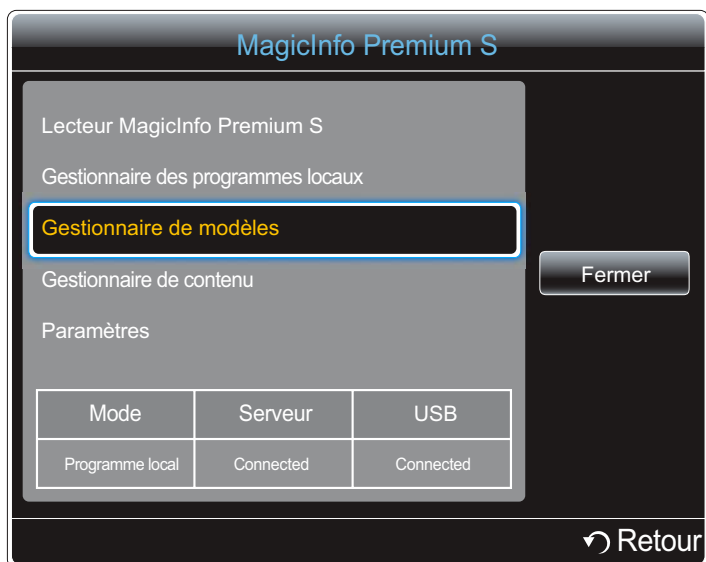 MagicInfo Premium S
Lecteur MagicInfo Premium S
Gestionnaire des programmes locaux
Gestionnaire de modèles
Gestionnaire de contenu
Paramètres
Fermer
Mode Serveur USB
Programme local Connected Connected
Retour